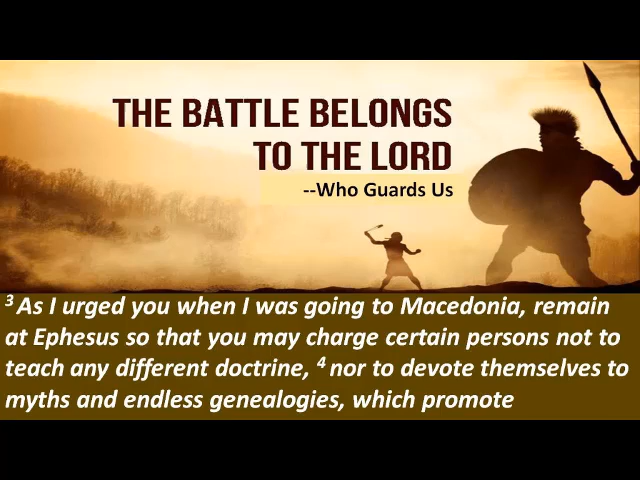 THE BATTLE BELONGS
TO THE LORD
--Who Guards Us
3 As I urged you when I was going to Macedonia, remain
at Ephesus so that you may charge certain persons not to
teach any different doctrine, 4 nor to devote themselves to
myths and endless genealogies, which promote